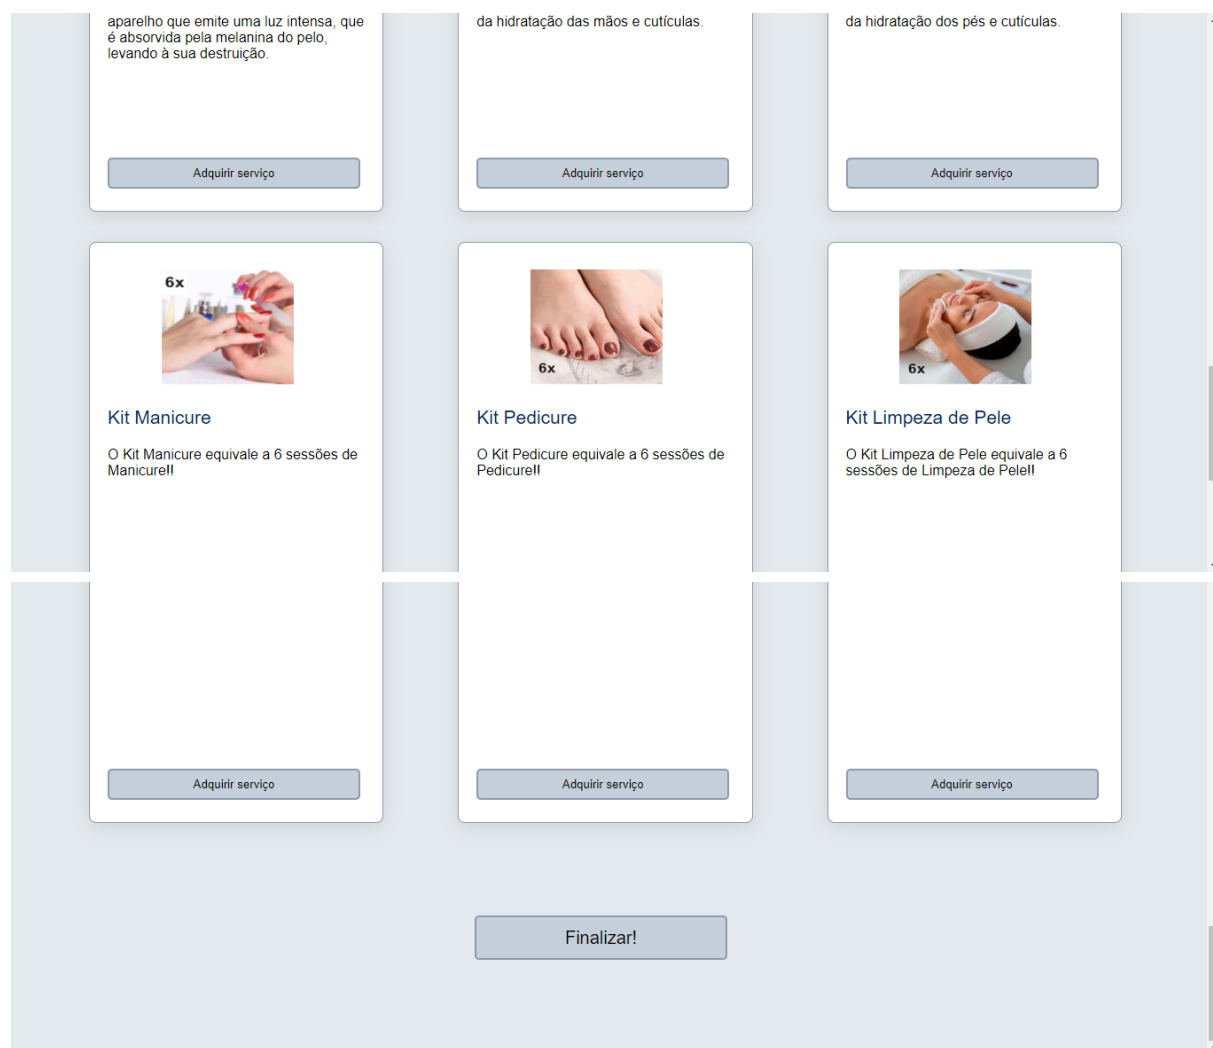 aparelho que emite uma luz intensa, que
é absorvida pela melanina do pelo,
levando à sua destruição.
Adquirir serviço
da hidratação das mãos e cutículas.
Adquirir serviço
da hidratação dos pés e cutículas.
Adquirir serviço
6x
Kit Manicure
O Kit Manicure equivale a 6 sessões de
Manicure!!
Adquirir serviço
6x
Kit Pedicure
O Kit Pedicure equivale a 6 sessões de
Pedicure!!
Adquirir serviço
6x
Kit Limpeza de Pele
O Kit Limpeza de Pele equivale a 6
sessões de Limpeza de Pele!!
Adquirir serviço
Finalizar!